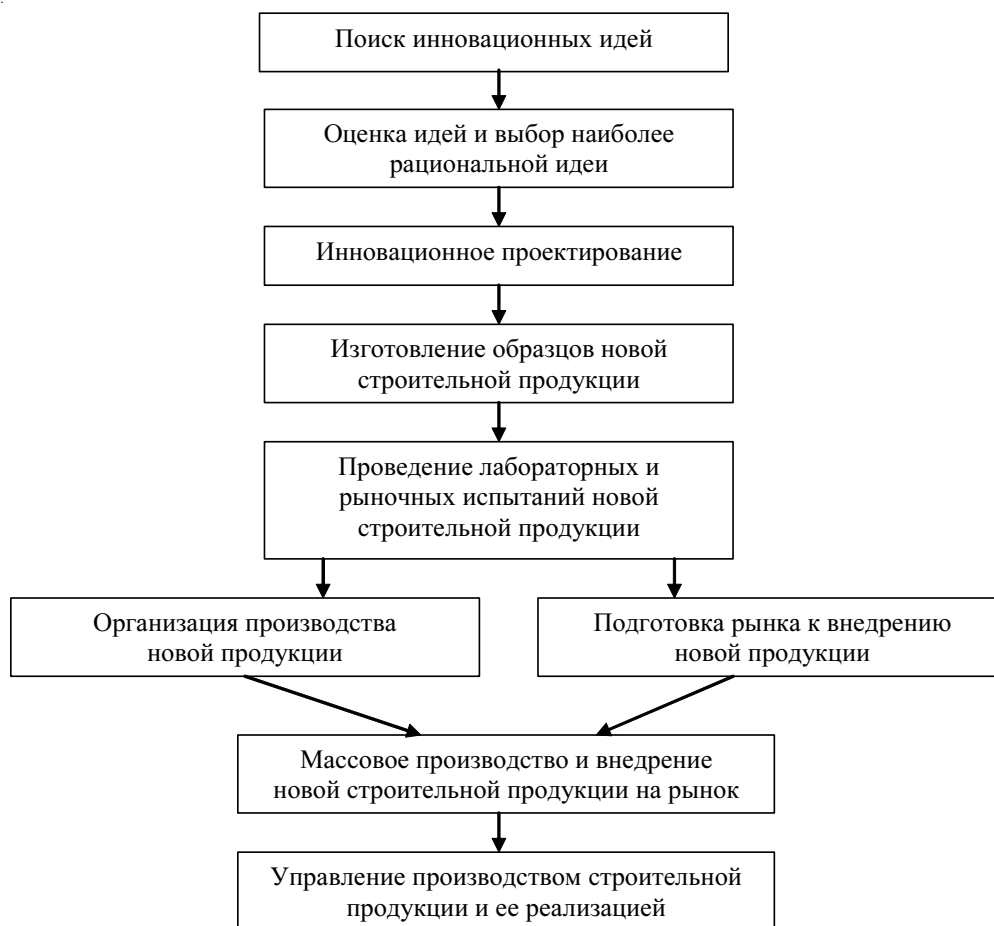 Поиск инновационных идей
Оценка идей и выбор наиболее
рациональной идеи
Инновационное проектирование
Изготовление образцов новой
строительной продукции
Проведение лабораторных и
рыночных испытаний новой
строительной продукции
Организация производства
новой продукции
Подготовка рынка к внедрению
новой продукции
Массовое производство и внедрение
новой строительной продукции на рынок
Управление производством строительной
продукции и ее реализацией